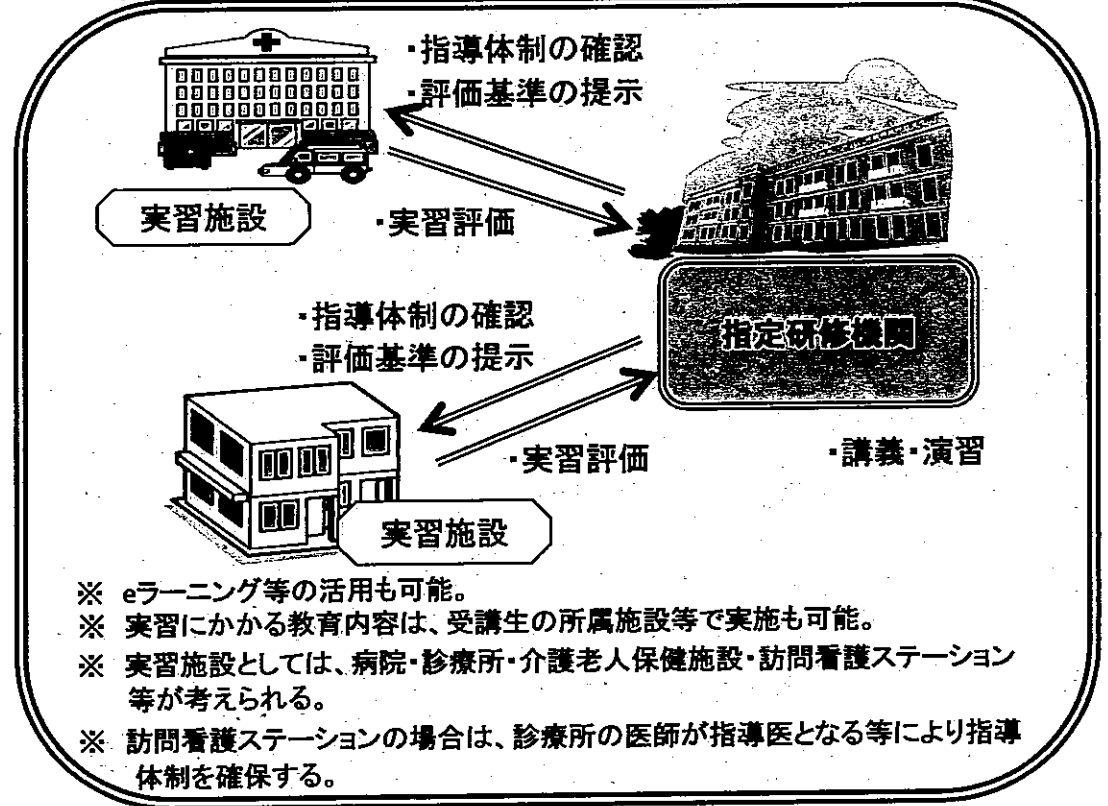 ・指導体制の確認
・評価基準の提示
実習施設
・実習評価
・指導体制の確認
・評価基準の提示
指定研修機関
・実習評価
・講義・演習
実習施設
※ eラーニング等の活用も可能。
※ 実習にかかる教育内容は、受講生の所属施設等で実施も可能。
※ 実習施設としては、病院・診療所・介護老人保健施設・訪問看護ステーション
等が考えられる。
※ 訪問看護ステーションの場合は、診療所の医師が指導医となる等により指導
体制を確保する。